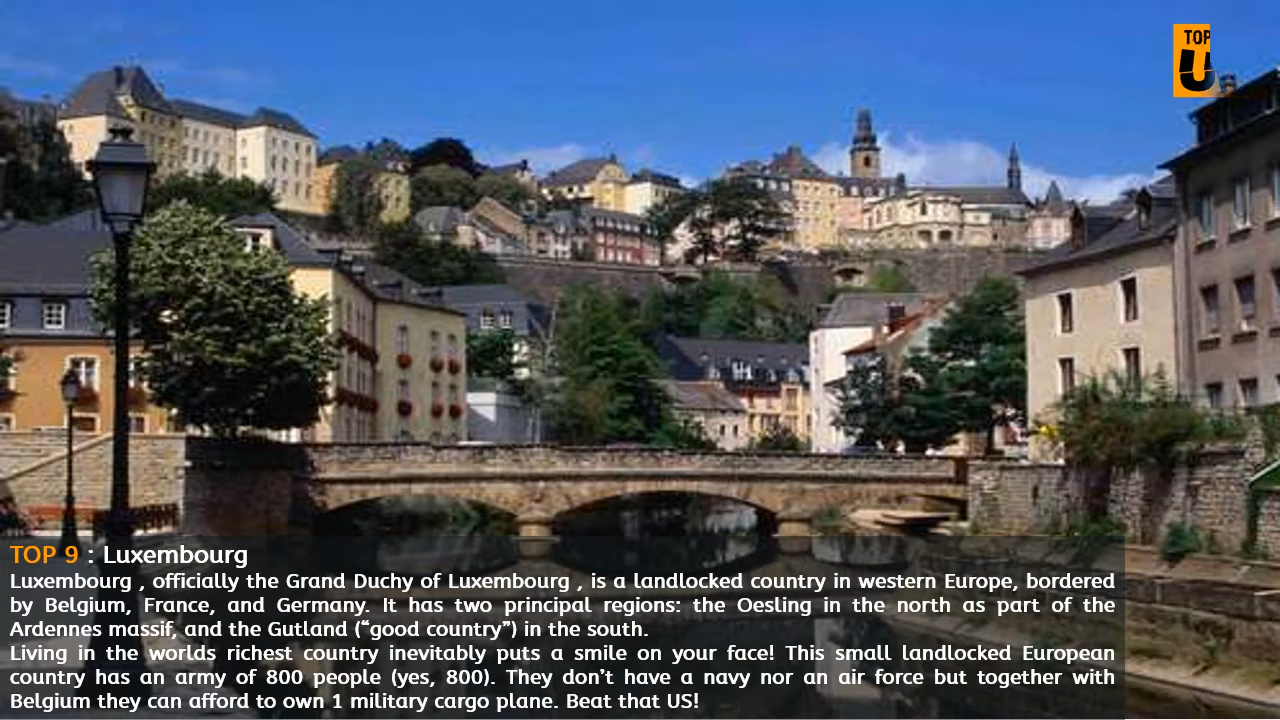 TOP
U
TOP 9 : Luxembourg
Luxembourg , officially the Grand Duchy of Luxembourg , is a landlocked country in western Europe, bordered
by Belgium, France, and Germany. It has two principal regions: the Oesling in the north as part of the
Ardennes massif, and the Gutland (“good country”) in the south.
Living in the worlds richest country inevitably puts a smile on your face! This small landlocked European
country has an army of 800 people (yes, 800). They don’t have a navy nor an air force but together with
Belgium they can afford to own 1 military cargo plane. Beat that US!